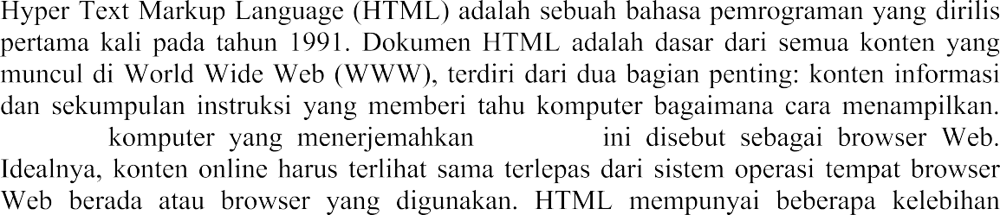 Hyper Text Markup Language (HTML) adalah sebuah bahasa pemrograman yang dirilis
pertama kali pada tahun 1991. Dokumen HTML adalah dasar dari semua konten yang
muncul di World Wide Web (WWW), terdiri dari dua bagian penting: konten informasi
dan sekumpulan instruksi yang memberi tahu komputer bagaimana cara menampilkan.
komputer yang menerjemahkan ini disebut sebagai browser Web.
Idealnya, konten online harus terlihat sama terlepas dari sistem operasi tempat browser
Web berada atau browser yang digunakan. HTML mempunyai beberapa kelebihan